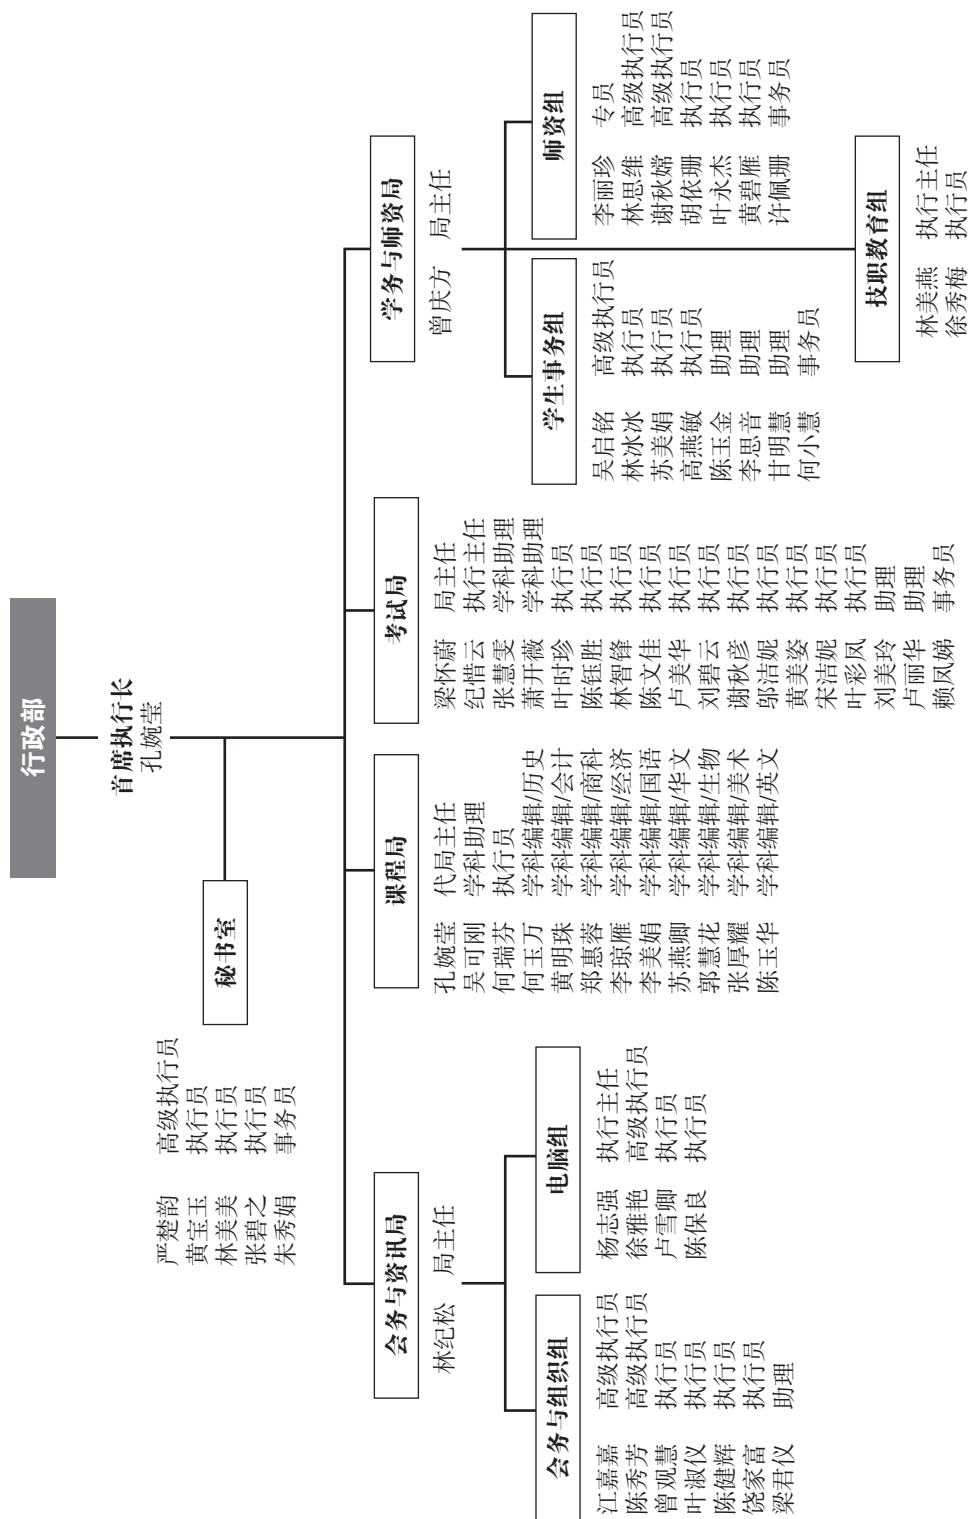 行政部
首席执行长
孔婉莹
秘书室
严楚韵 高级执行员
黄宝玉 执行员
林美美 执行员
张碧之 执行员
朱秀娟 事务员
会务与资讯局
林纪松 局主任
会务与组织组
江嘉嘉 高级执行员
陈秀芳 高级执行员
曾观慧 执行员
叶淑仪 执行员
陈健辉 执行员
饶家富 执行员
梁君仪 助理
电脑组
杨志强 执行主任
徐雅艳 高级执行员
卢雪卿 执行员
陈保良 执行员
课程局
孔婉莹 代局主任
吴可刚 学科助理
何瑞芬 执行员
何玉万 学科编辑/历史
黄明珠 学科编辑/会计
郑惠蓉 学科编辑/商科
李琼雁 学科编辑/经济
李美娟 学科编辑/国语
苏燕卿 学科编辑/华文
郭慧花 学科编辑/生物
张厚耀 学科编辑/美术
陈玉华 学科编辑/英文
考试局
梁怀蔚 局主任
纪惜云 执行主任
张慧雯 学科助理
萧开薇 学科助理
叶时珍 执行员
陈钰胜 执行员
林智锋 执行员
陈文佳 执行员
卢美华 执行员
刘碧云 执行员
谢秋彦 执行员
邬洁妮 执行员
黄美姿 执行员
宋洁妮 执行员
叶彩凤 执行员
刘美玲 助理
卢丽华 助理
赖凤娣 事务员
学务与师资局
曾庆方 局主任
学生事务组
吴启铭 高级执行员
林冰冰 执行员
苏美娟 执行员
高燕敏 执行员
陈玉金 助理
李思音 助理
甘明慧 助理
何小慧 事务员
师资组
李丽珍 专员
林思维 高级执行员
谢秋嫦 高级执行员
胡依珊 执行员
叶永杰 执行员
黄碧雁 执行员
许佩珊 事务员
技职教育组
林美燕 执行主任
徐秀梅 执行员